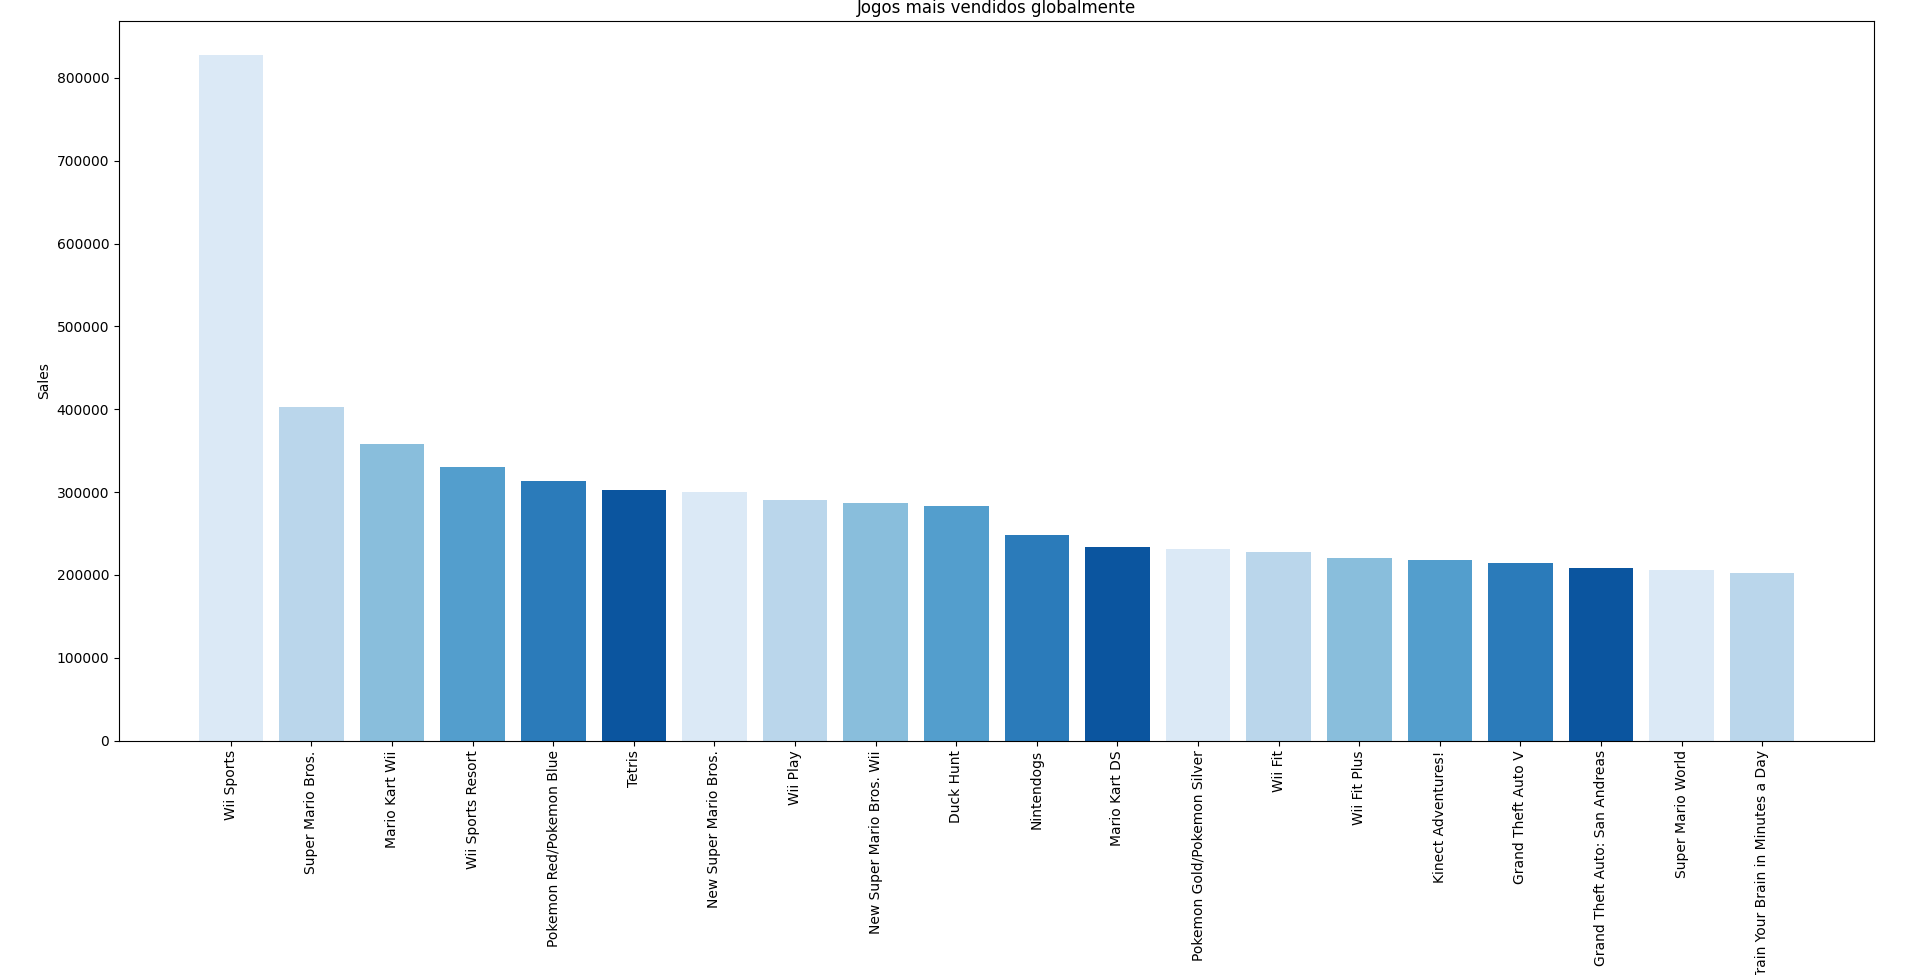 Jogos mais vendidos globalmente
Sales
800000
700000
600000
500000
400000
300000
200000
100000
0
Wii Sports
Super Mario Bros.
Mario Kart Wii
Wii Sports Resort
Pokemon Red/Pokemon Blue
Tetris
New Super Mario Bros.
Wii Play
New Super Mario Bros. Wii
Duck Hunt
Nintendogs
Mario Kart DS
Pokemon Gold/Pokemon Silver
Wii Fit
Wii Fit Plus
Kinect Adventures!
Grand Theft Auto V
Grand Theft Auto: San Andreas
Super Mario World
Train Your Brain in Minutes a Day